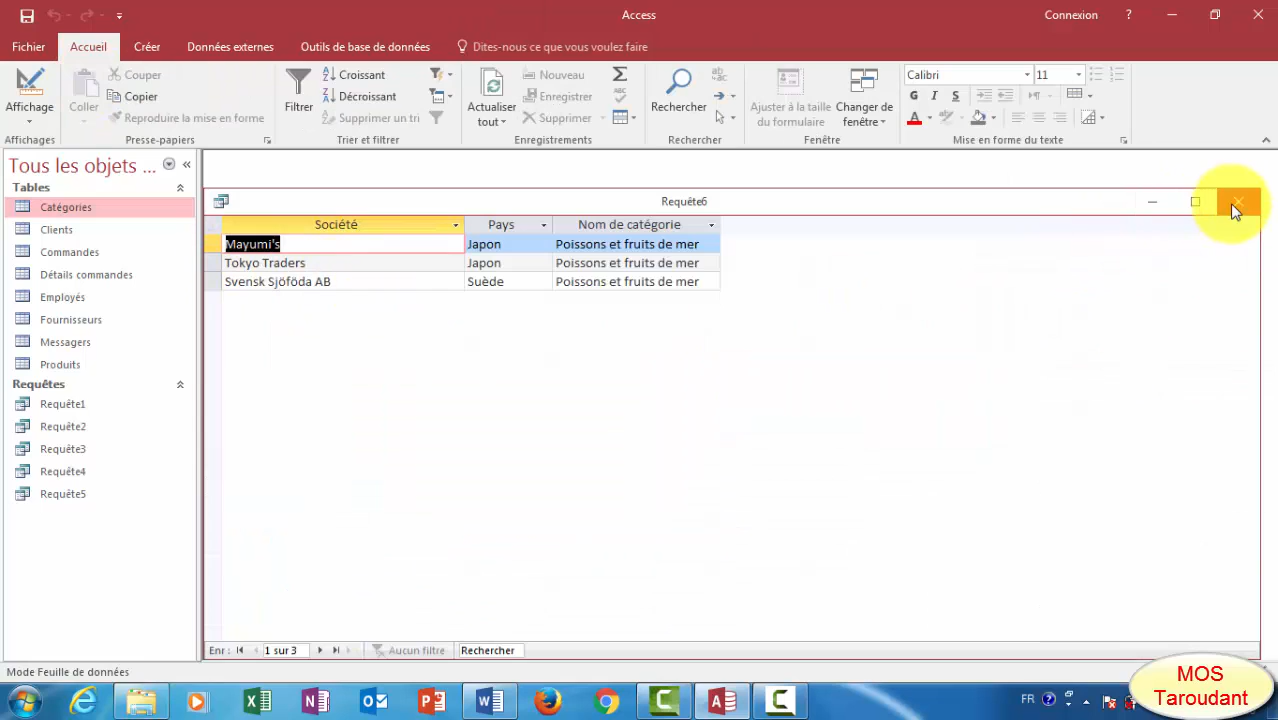 Access
Connexion
?
Fichier
Accueil
Créer
Données externes
Outils de base de données
Dites-nous ce que vous voulez faire
Affichage
Affichages
Coller
Couper
Copier
Reproduire la mise en forme
Presse-papiers
Filtrer
Croissant
Décroissant
Supprimer un tri
Trier et filtrer
Actualiser
tout
Nouveau
Enregistrer
Supprimer
Enregistrements
Rechercher
Rechercher
Ajuster à la taille
du formulaire
Changer de
fenêtre
Fenêtre
Calibri
11
G I S
Mise en forme du texte
Tous les objets ...
Tables
Catégories
Clients
Commandes
Détails commandes
Employés
Fournisseurs
Messagers
Produits
Requêtes
Requête1
Requête2
Requête3
Requête4
Requête5
Requête6
Société Pays Nom de catégorie
Mayumi's Japon Poissons et fruits de mer
Tokyo Traders Japon Poissons et fruits de mer
Svensk Sjöföda AB Suède Poissons et fruits de mer
Enr : 1 sur 3 Aucun filtre Rechercher
Mode Feuille de données
FR
MOS
Taroudant